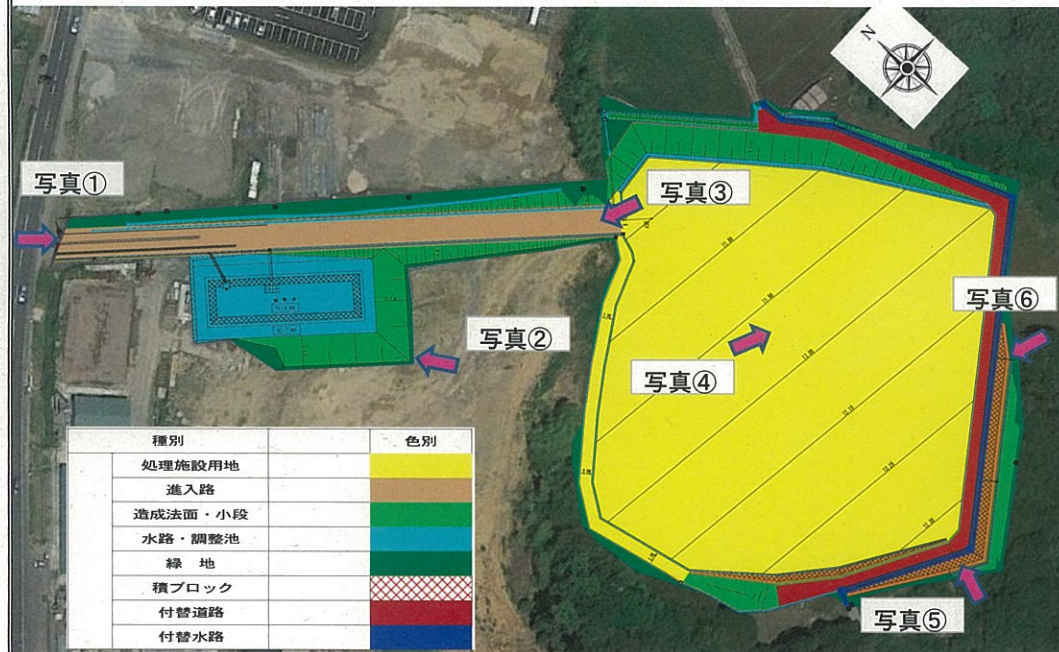 N
写真①
写真③
写真⑥
写真②
写真④
写真⑤
種別 色別
処理施設用地
進入路
造成法面・小段
水路・調整池
緑 地
積ブロック
付替道路
付替水路